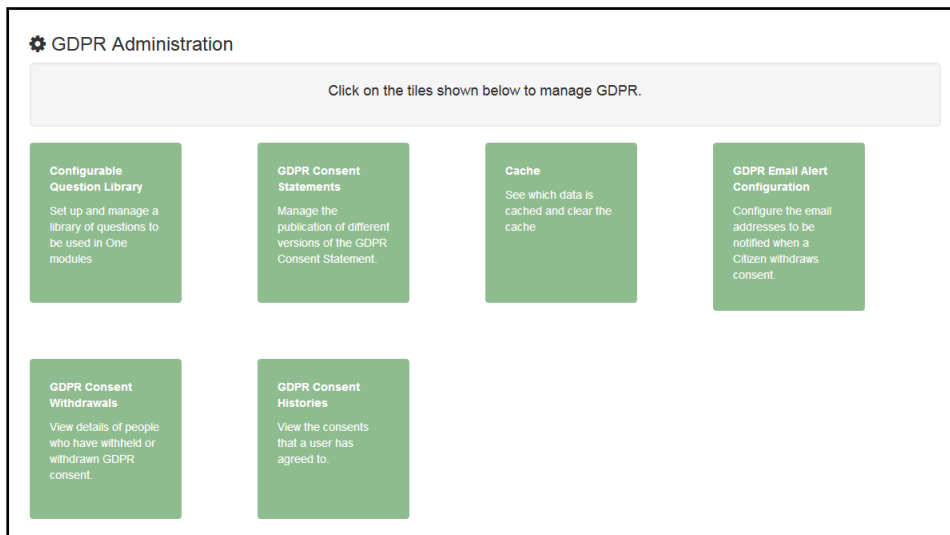 GDPR Administration
Click on the tiles shown below to manage GDPR.
Configurable
Question Library
Set up and manage a
library of questions to
be used in One
modules
GDPR Consent
Statements
Manage the
publication of different
versions of the GDPR
Consent Statement.
Cache
See which data is
cached and clear the
cache
GDPR Email Alert
Configuration
Configure the email
addresses to be
notified when a
Citizen withdraws
consent.
GDPR Consent
Withdrawals
View details of people
who have withheld or
withdrawn GDPR
consent.
GDPR Consent
Histories
View the consents
that a user has
agreed to.